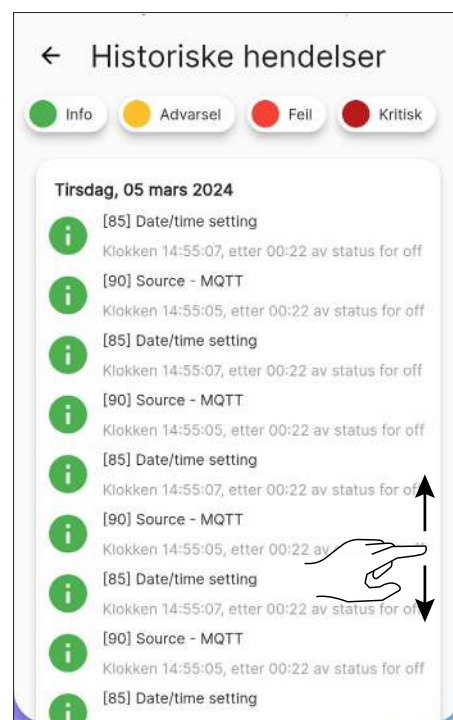 Historiske hendelser
Info
Advarsel
Feil
Kritisk
Tirsdag, 05 mars 2024
[85] Date/time setting
Klokken 14:55:07, etter 00:22 av status for off
[90] Source - MQTT
Klokken 14:55:05, etter 00:22 av status for off
[85] Date/time setting
Klokken 14:55:07, etter 00:22 av status for off
[90] Source - MQTT
Klokken 14:55:05, etter 00:22 av status for off
[85] Date/time setting
Klokken 14:55:07, etter 00:22 av status for off
[90] Source - MQTT
Klokken 14:55:05, etter 00:22 av
[85] Date/time setting
Klokken 14:55:07, etter 00:22 av status for off
[90] Source - MQTT
Klokken 14:55:05, etter 00:22 av status for off
[85] Date/time setting